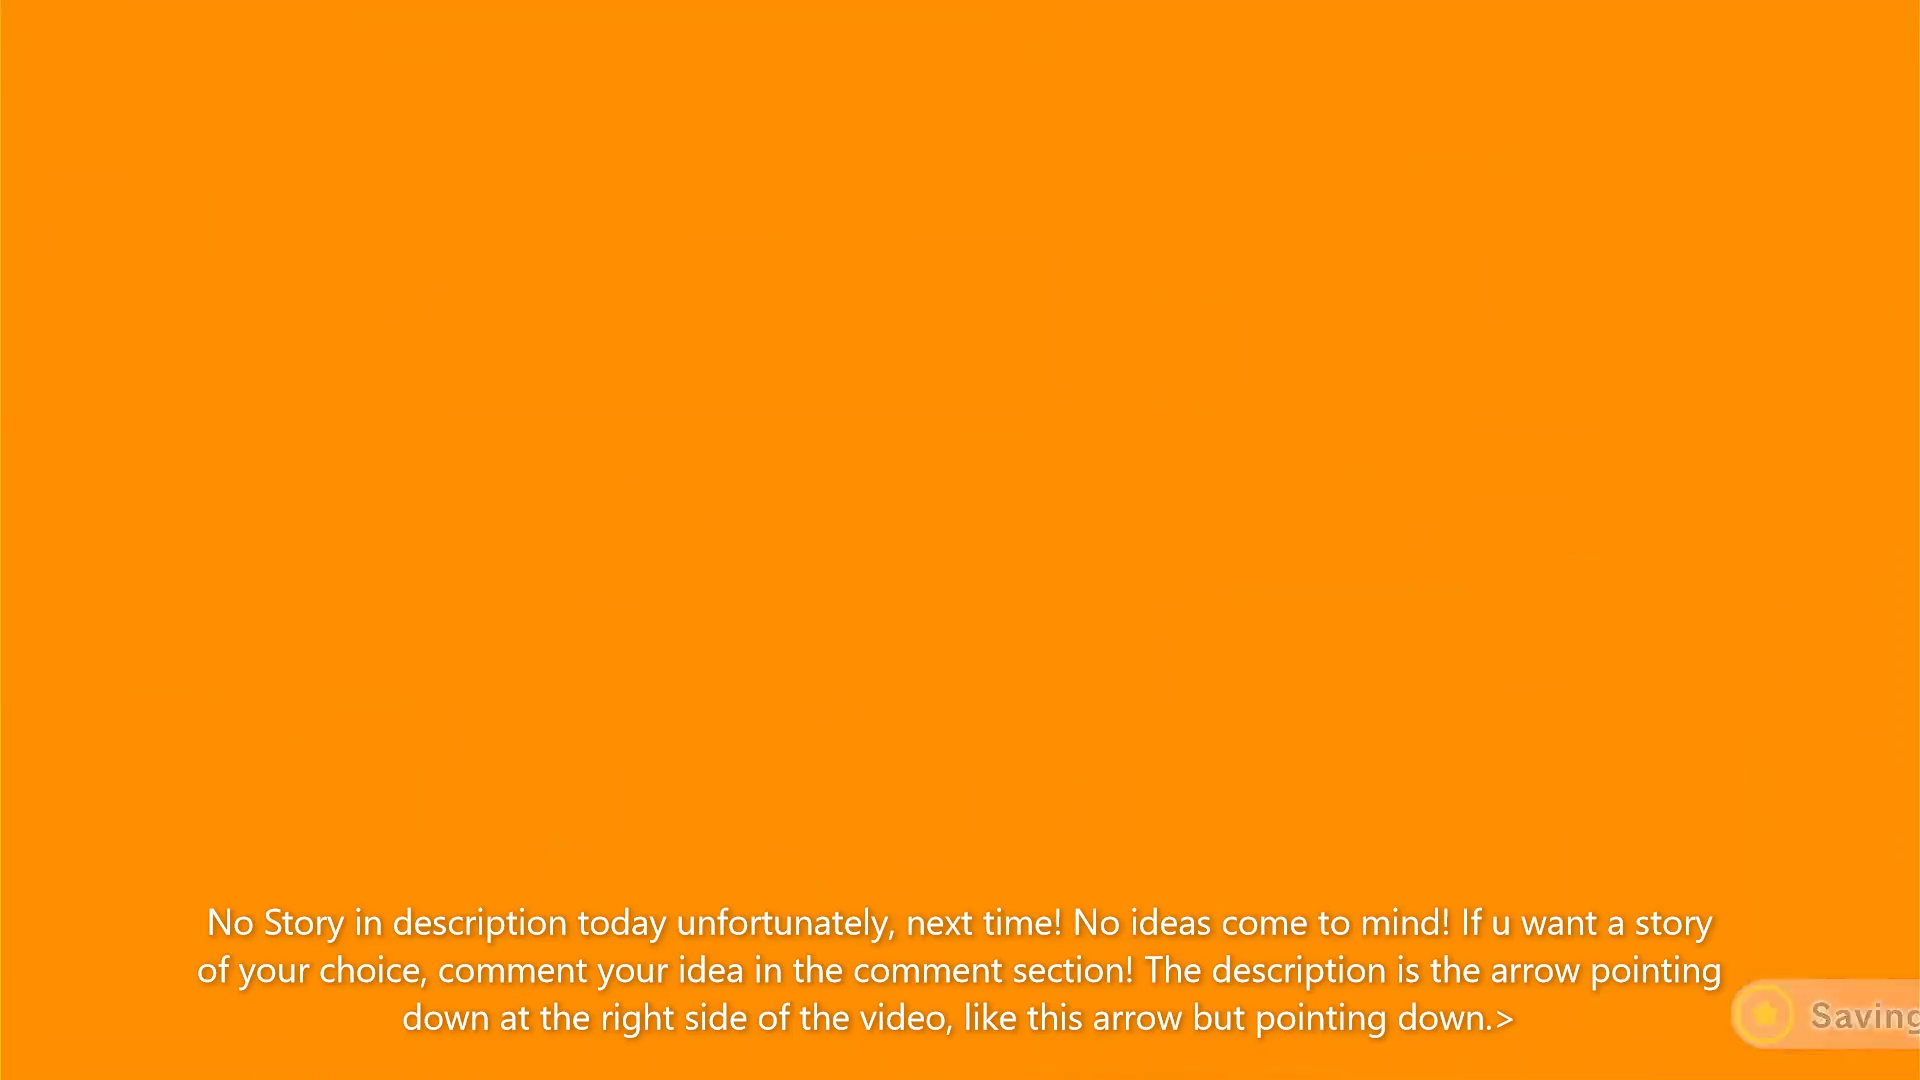 No Story in description today unfortunately, next time! No ideas come to mind! If u want a story
of your choice, comment your idea in the comment section! The description is the arrow pointing
down at the right side of the video, like this arrow but pointing down.>
Saving